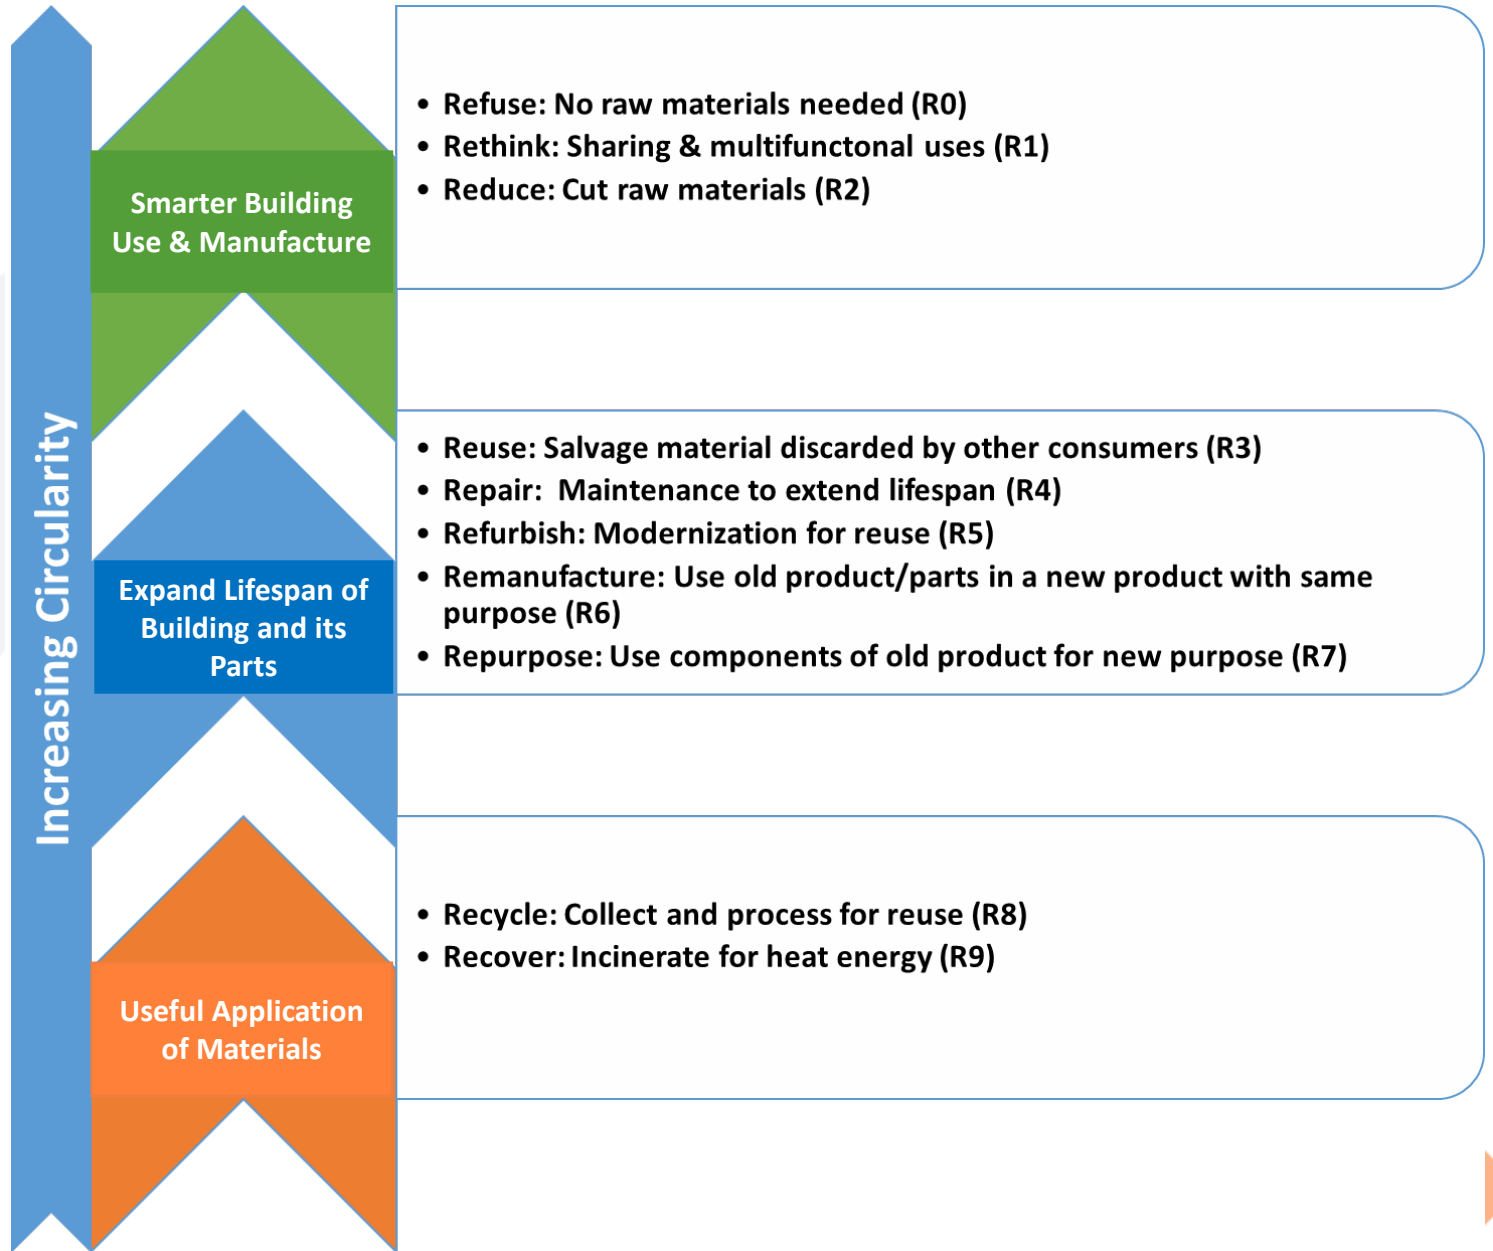 Increasing Circularity
Smarter Building
Use & Manufacture
• Refuse: No raw materials needed (R0)
• Rethink: Sharing & multifunctonal uses (R1)
• Reduce: Cut raw materials (R2)
Expand Lifespan of
Building and its
Parts
• Reuse: Salvage material discarded by other consumers (R3)
• Repair:  Maintenance to extend lifespan (R4)
• Refurbish: Modernization for reuse (R5)
• Remanufacture: Use old product/parts in a new product with same
purpose (R6)
• Repurpose: Use components of old product for new purpose (R7)
Useful Application
of Materials
• Recycle: Collect and process for reuse (R8)
• Recover: Incinerate for heat energy (R9)